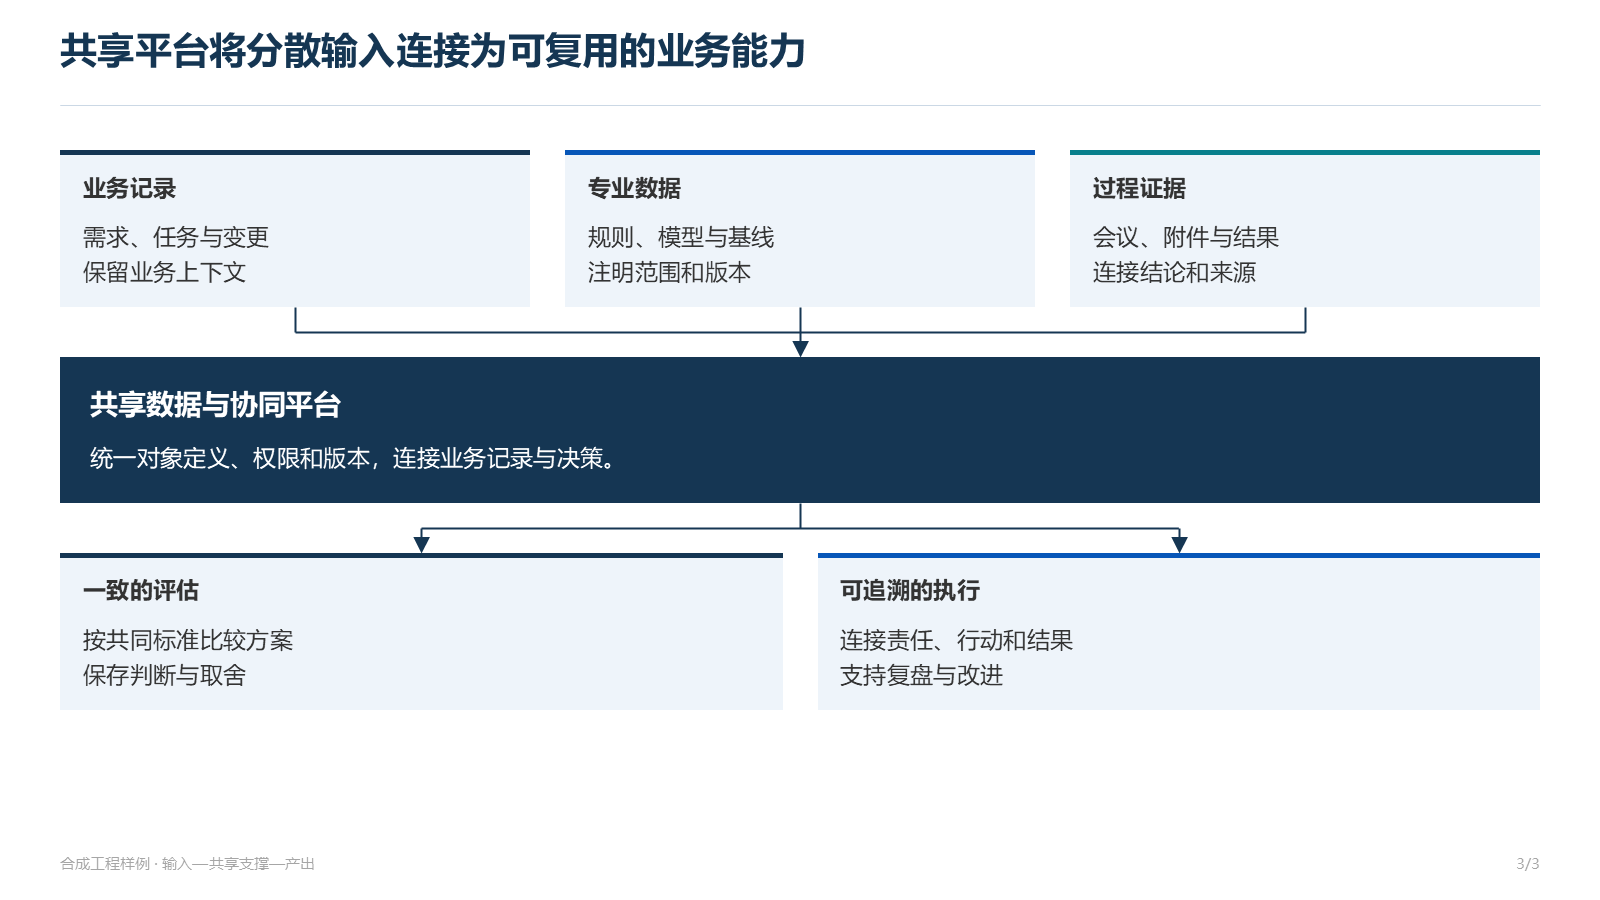 共享平台将分散输入连接为可复用的业务能力
业务记录
需求、任务与变更
保留业务上下文
专业数据
规则、模型与基线
注明范围和版本
过程证据
会议、附件与结果
连接结论和来源
共享数据与协同平台
统一对象定义、权限和版本，连接业务记录与决策。
一致的评估
按共同标准比较方案
保存判断与取舍
可追溯的执行
连接责任、行动和结果
支持复盘与改进
合成工程样例 · 输入—共享支撑—产出
3/3